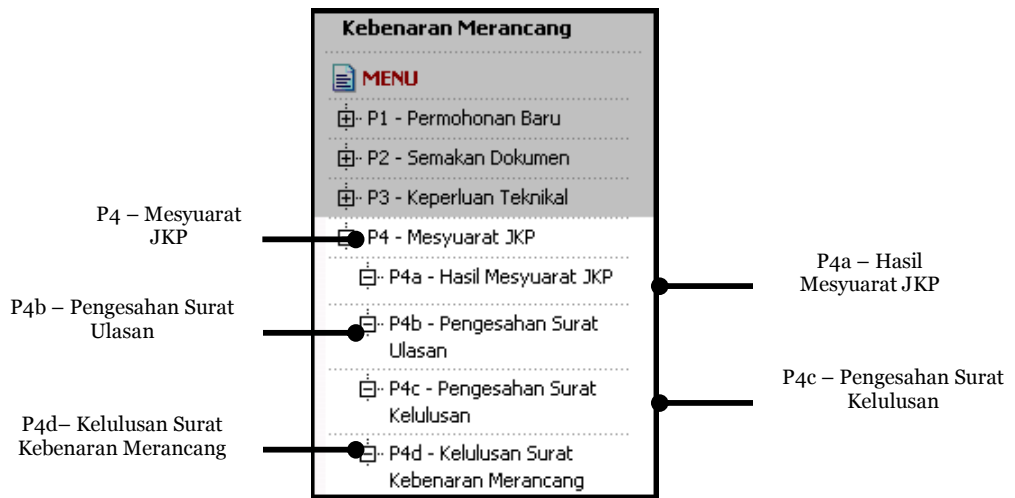 Kebenaran Merancang
MENU
P1 - Permohonan Baru
P2 - Semakan Dokumen
P3 - Keperluan Teknikal
P4 - Mesyuarat JKP
P4a - Hasil Mesyuarat JKP
P4b - Pengesahan Surat
Ulasan
P4c - Pengesahan Surat
Kelulusan
P4d - Kelulusan Surat
Kebenaran Merancang
P4 – Mesyuarat
JKP
P4b – Pengesahan Surat
Ulasan
P4d– Kelulusan Surat
Kebenaran Merancang
P4a – Hasil
Mesyuarat JKP
P4c – Pengesahan Surat
Kelulusan